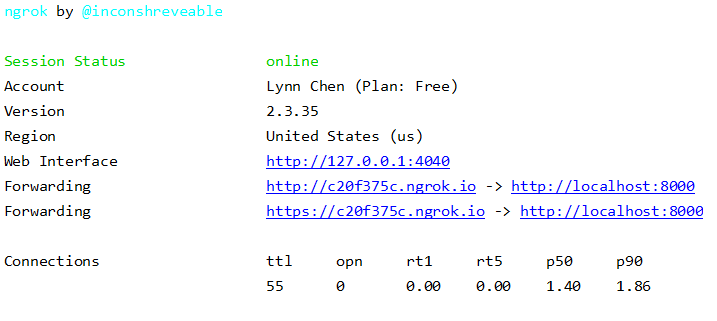 ngrok by @inconshreveable
Session Status online
Account Lynn Chen (Plan: Free)
Version 2.3.35
Region United States (us)
Web Interface http://127.0.0.1:4040
Forwarding http://c20f375c.ngrok.io -> http://localhost:8000
Forwarding https://c20f375c.ngrok.io -> http://localhost:8000
Connections ttl opn rt1 rt5 p50 p90
55 0 0.00 0.00 1.40 1.86